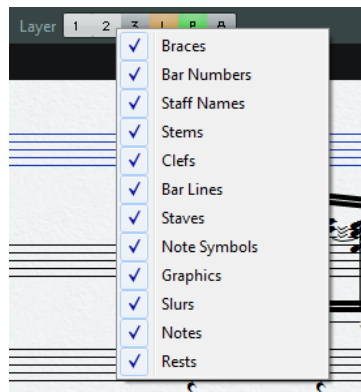 Layer 1 2 3 L P A
Braces
Bar Numbers
Staff Names
Stems
Clefs
Bar Lines
Staves
Note Symbols
Graphics
Slurs
Notes
Rests